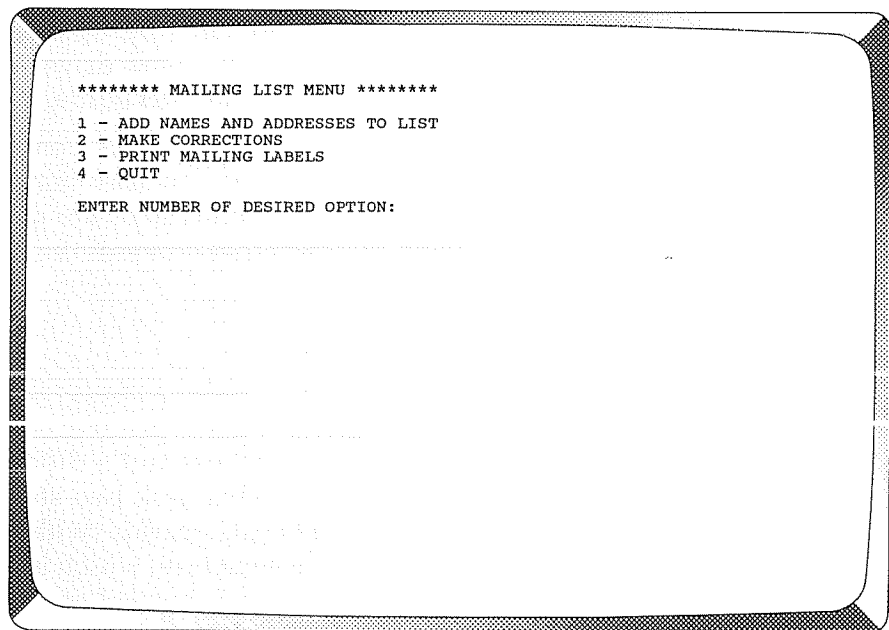 ******** MAILING LIST MENU ********
1 - ADD NAMES AND ADDRESSES TO LIST
2 - MAKE CORRECTIONS
3 - PRINT MAILING LABELS
4 - QUIT
ENTER NUMBER OF DESIRED OPTION: